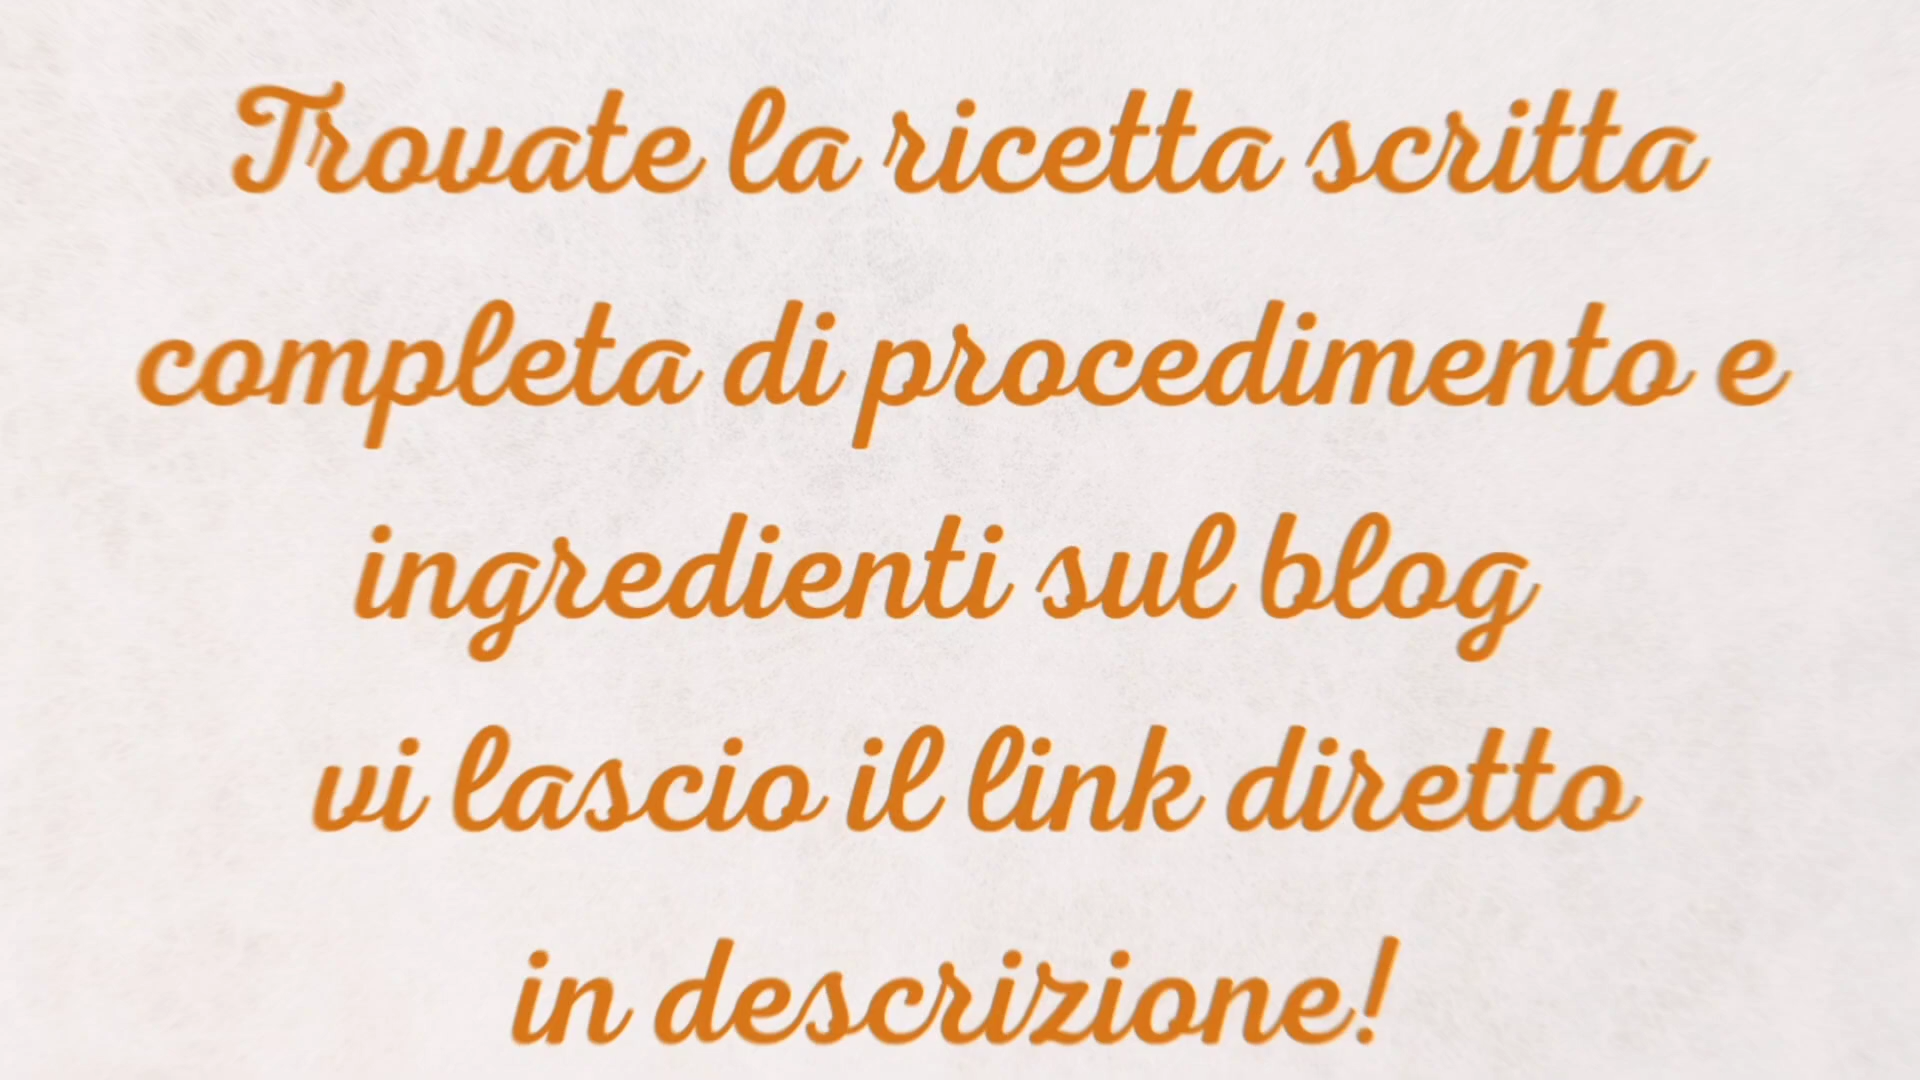 Trovate la ricetta scritta
completa di procedimento e
ingredienti sul blog
vi lascio il link diretto
in descrizione!